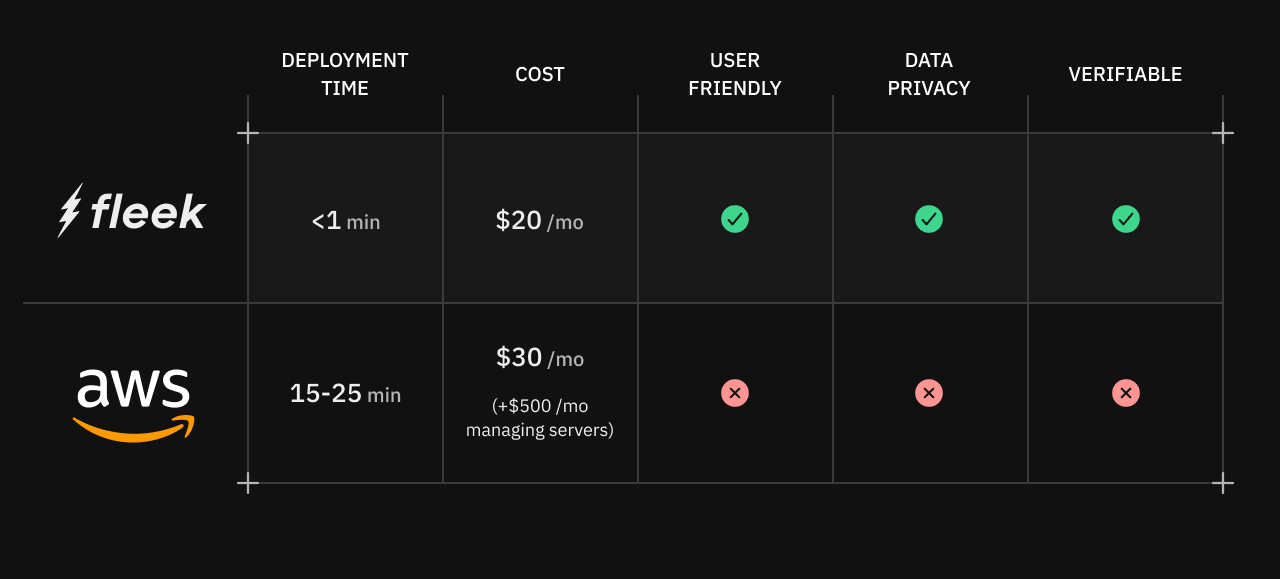 DEPLOYMENT
TIME
COST
USER
FRIENDLY
DATA
PRIVACY
VERIFIABLE
fleek
<1 min
$20 /mo
aws
15-25 min
$30 /mo
(+$500 /mo
managing servers)